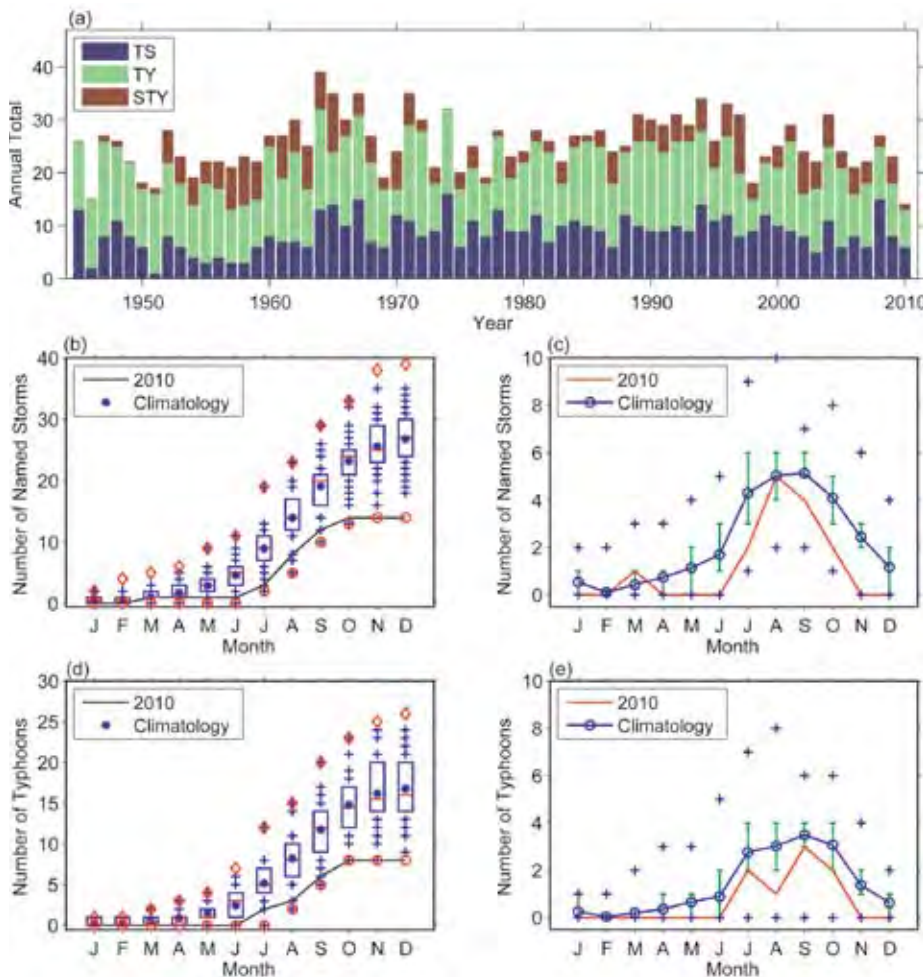 (a)
TS
TY
STY
40
30
20
10
0
Annual Total
1950 1960 1970 1980 1990 2000 2010
Year
(b)
2010
Climatology
40
30
20
10
0
Number of Named Storms
J F M A M J J A S O N D
Month
(c)
2010
Climatology
10
8
6
4
2
0
Number of Named Storms
J F M A M J J A S O N D
Month
(d)
2010
Climatology
30
25
20
15
10
5
0
Number of Typhoons
J F M A M J J A S O N D
Month
(e)
2010
Climatology
10
8
6
4
2
0
Number of Typhoons
J F M A M J J A S O N D
Month